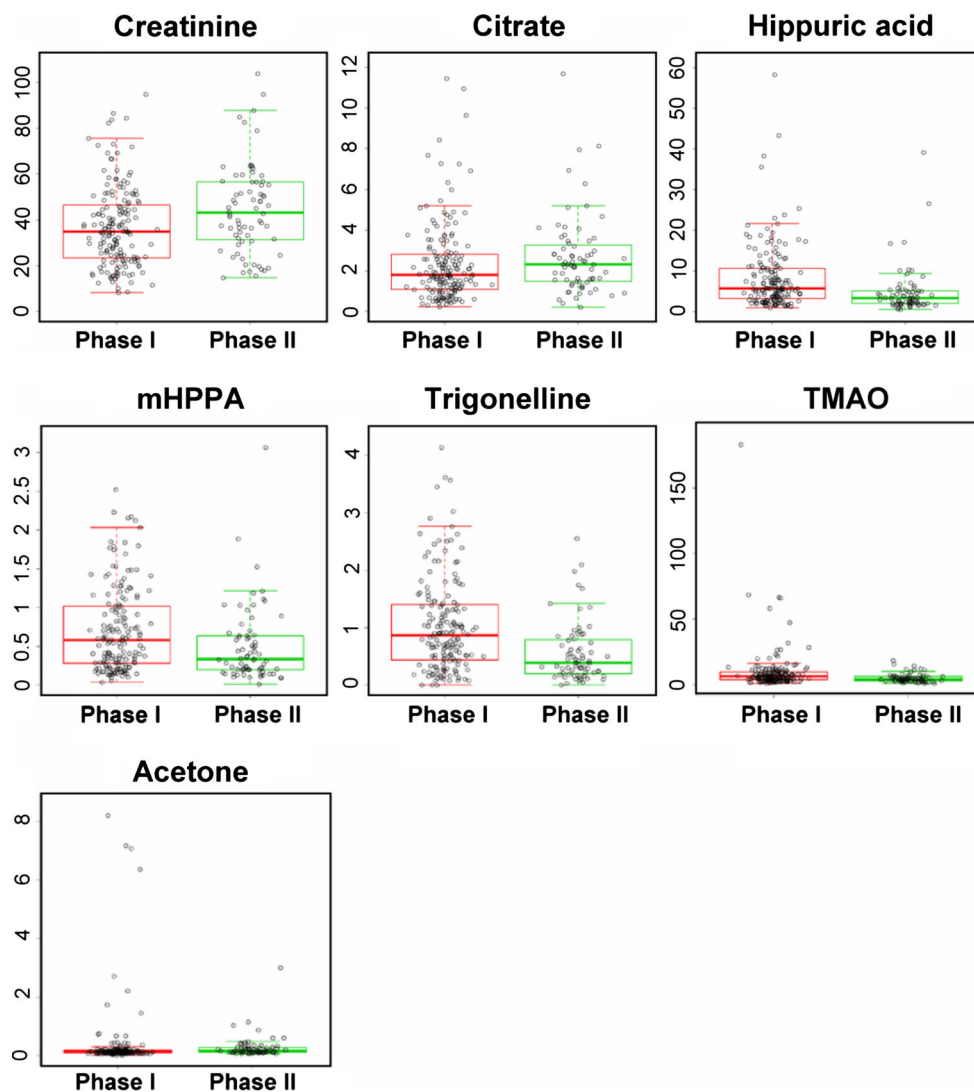 Creatinine
100
80
60
40
20
0
Phase I Phase II
Citrate
12
10
8
6
4
2
0
Phase I Phase II
Hippuric acid
60
50
40
30
20
10
0
Phase I Phase II
mHPPA
3
2.5
2
1.5
1
0.5
0
Phase I Phase II
Trigonelline
4
3
2
1
0
Phase I Phase II
TMAO
150
100
50
0
Phase I Phase II
Acetone
8
6
4
2
0
Phase I Phase II